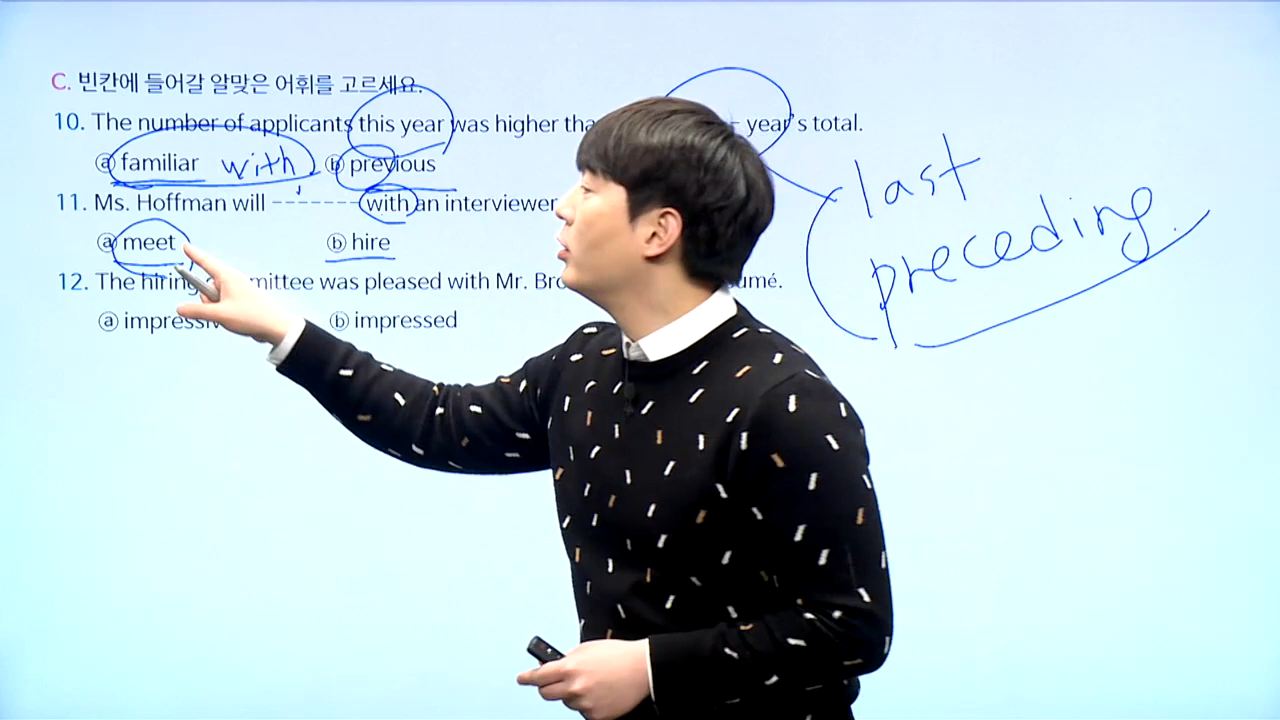 C. 빈칸에 들어갈 알맞은 어휘를 고르세요.
10. The number of applicants this year was higher tha year's total.
ⓐ familiar with ⓑ previous
11. Ms. Hoffman will ------- with an interviewer
ⓐ meet ⓑ hire
12. The hiring mittee was pleased with Mr. Bro umé.
ⓐ impressiv ⓑ impressed
last
preceding